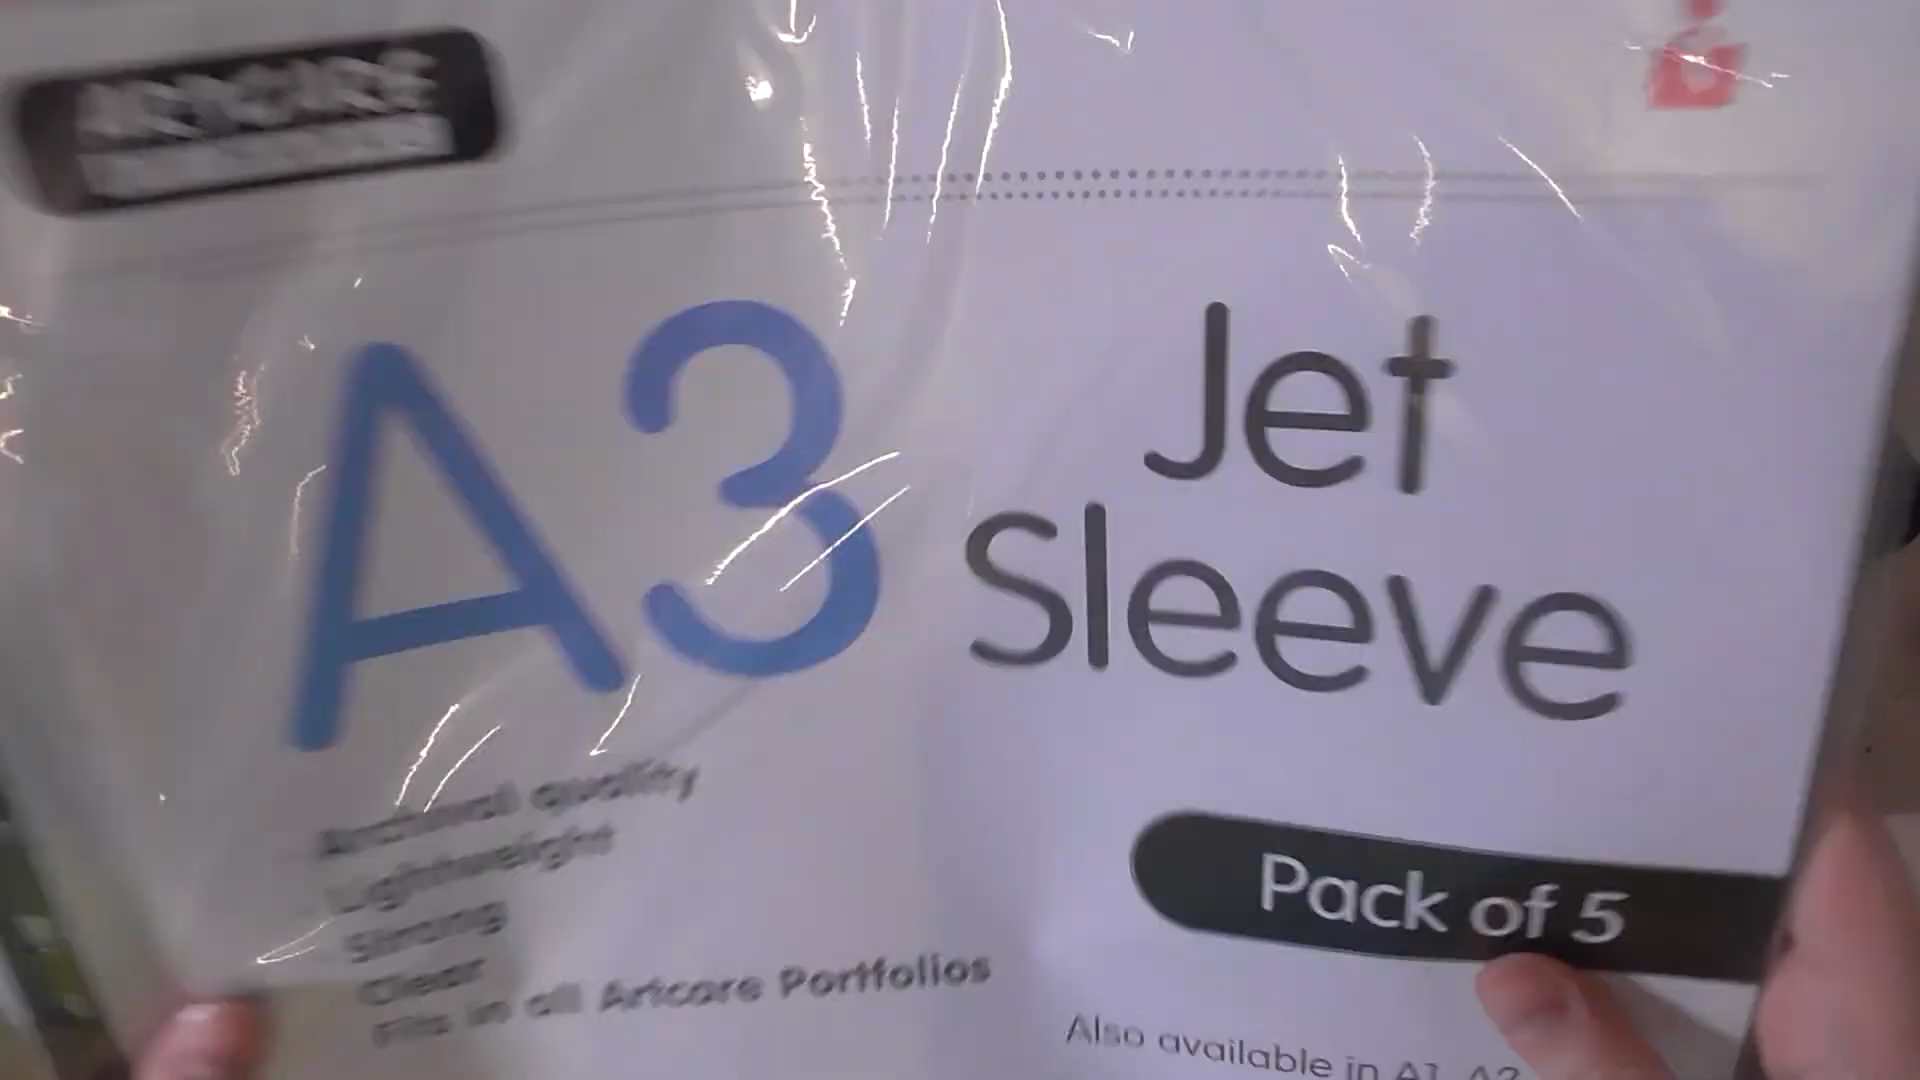 ARTCARE
A3
Jet
Sleeve
Archival quality
Lightweight
Strong
Clear
Fits in all Artcare Portfolios
Pack of 5
Also available in A1, A2